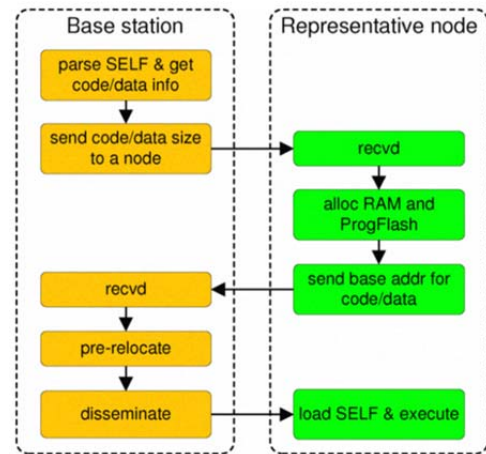 Base station
Representative node
parse SELF & get
code/data info
send code/data size
to a node
recvd
alloc RAM and
ProgFlash
send base addr for
code/data
recvd
pre-relocate
disseminate
load SELF & execute